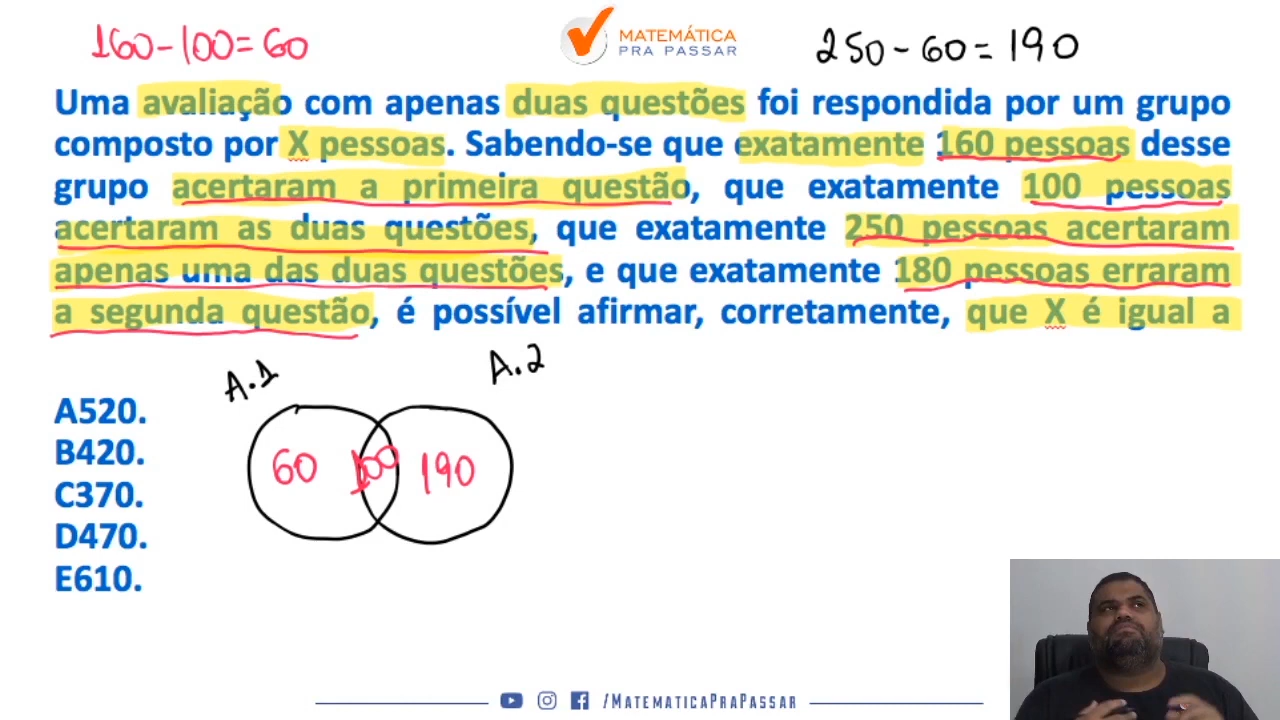 160-100=60
MATEMÁTICA
PRA PASSAR
250-60=190
Uma avaliação com apenas duas questões foi respondida por um grupo
composto por X pessoas. Sabendo-se que exatamente 160 pessoas desse
grupo acertaram a primeira questão, que exatamente 100 pessoas
acertaram as duas questões, que exatamente 250 pessoas acertaram
apenas uma das duas questões, e que exatamente 180 pessoas erraram
a segunda questão, é possível afirmar, corretamente, que X é igual a
A.1
A.2
A520.
B420.
C370.
D470.
E610.
60 100 190
/MATEMATICAPRAPASSAR